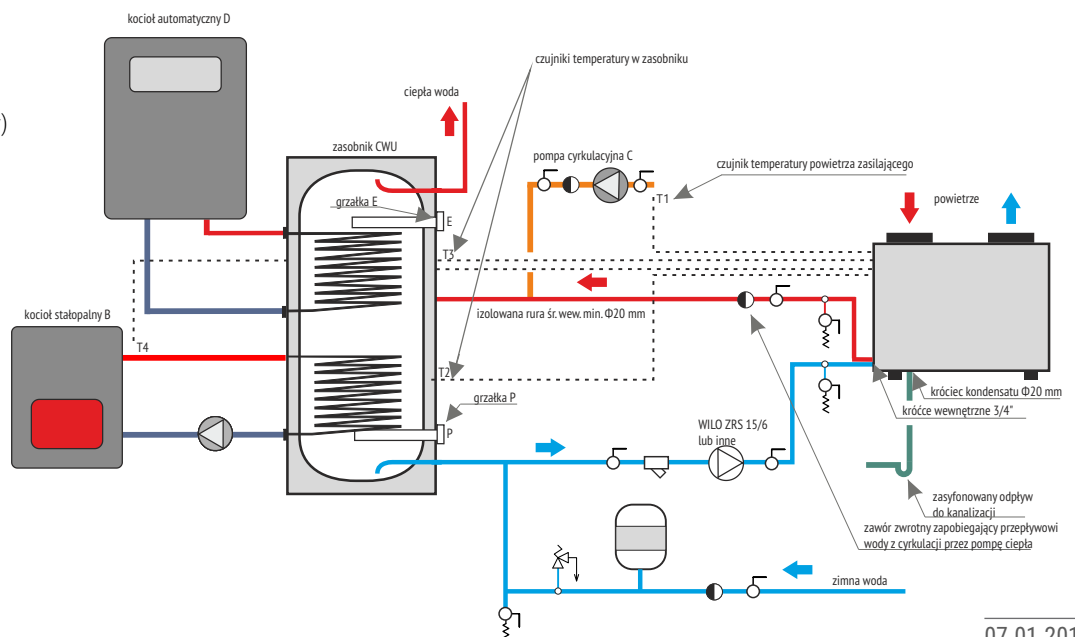 kocioł automatyczny D
)
czujniki temperatury w zasobniku
ciepła woda
zasobnik CWU
pompa cyrkulacyjna C
czujnik temperatury powietrza zasilającego
T1
powietrze
grzałka E
E
T3
kocioł stałopalny B
izolowana rura śr. wew. min. Φ20 mm
T4
T2
grzałka P
P
króciec kondensatu Φ20 mm
króćce wewnętrzne 3/4"
WILO ZRS 15/6
lub inne
zasyfonowany odpływ
do kanalizacji
zawór zwrotny zapobiegający przepływowi
wody z cyrkulacji przez pompę ciepła
zimna woda
07.01.201